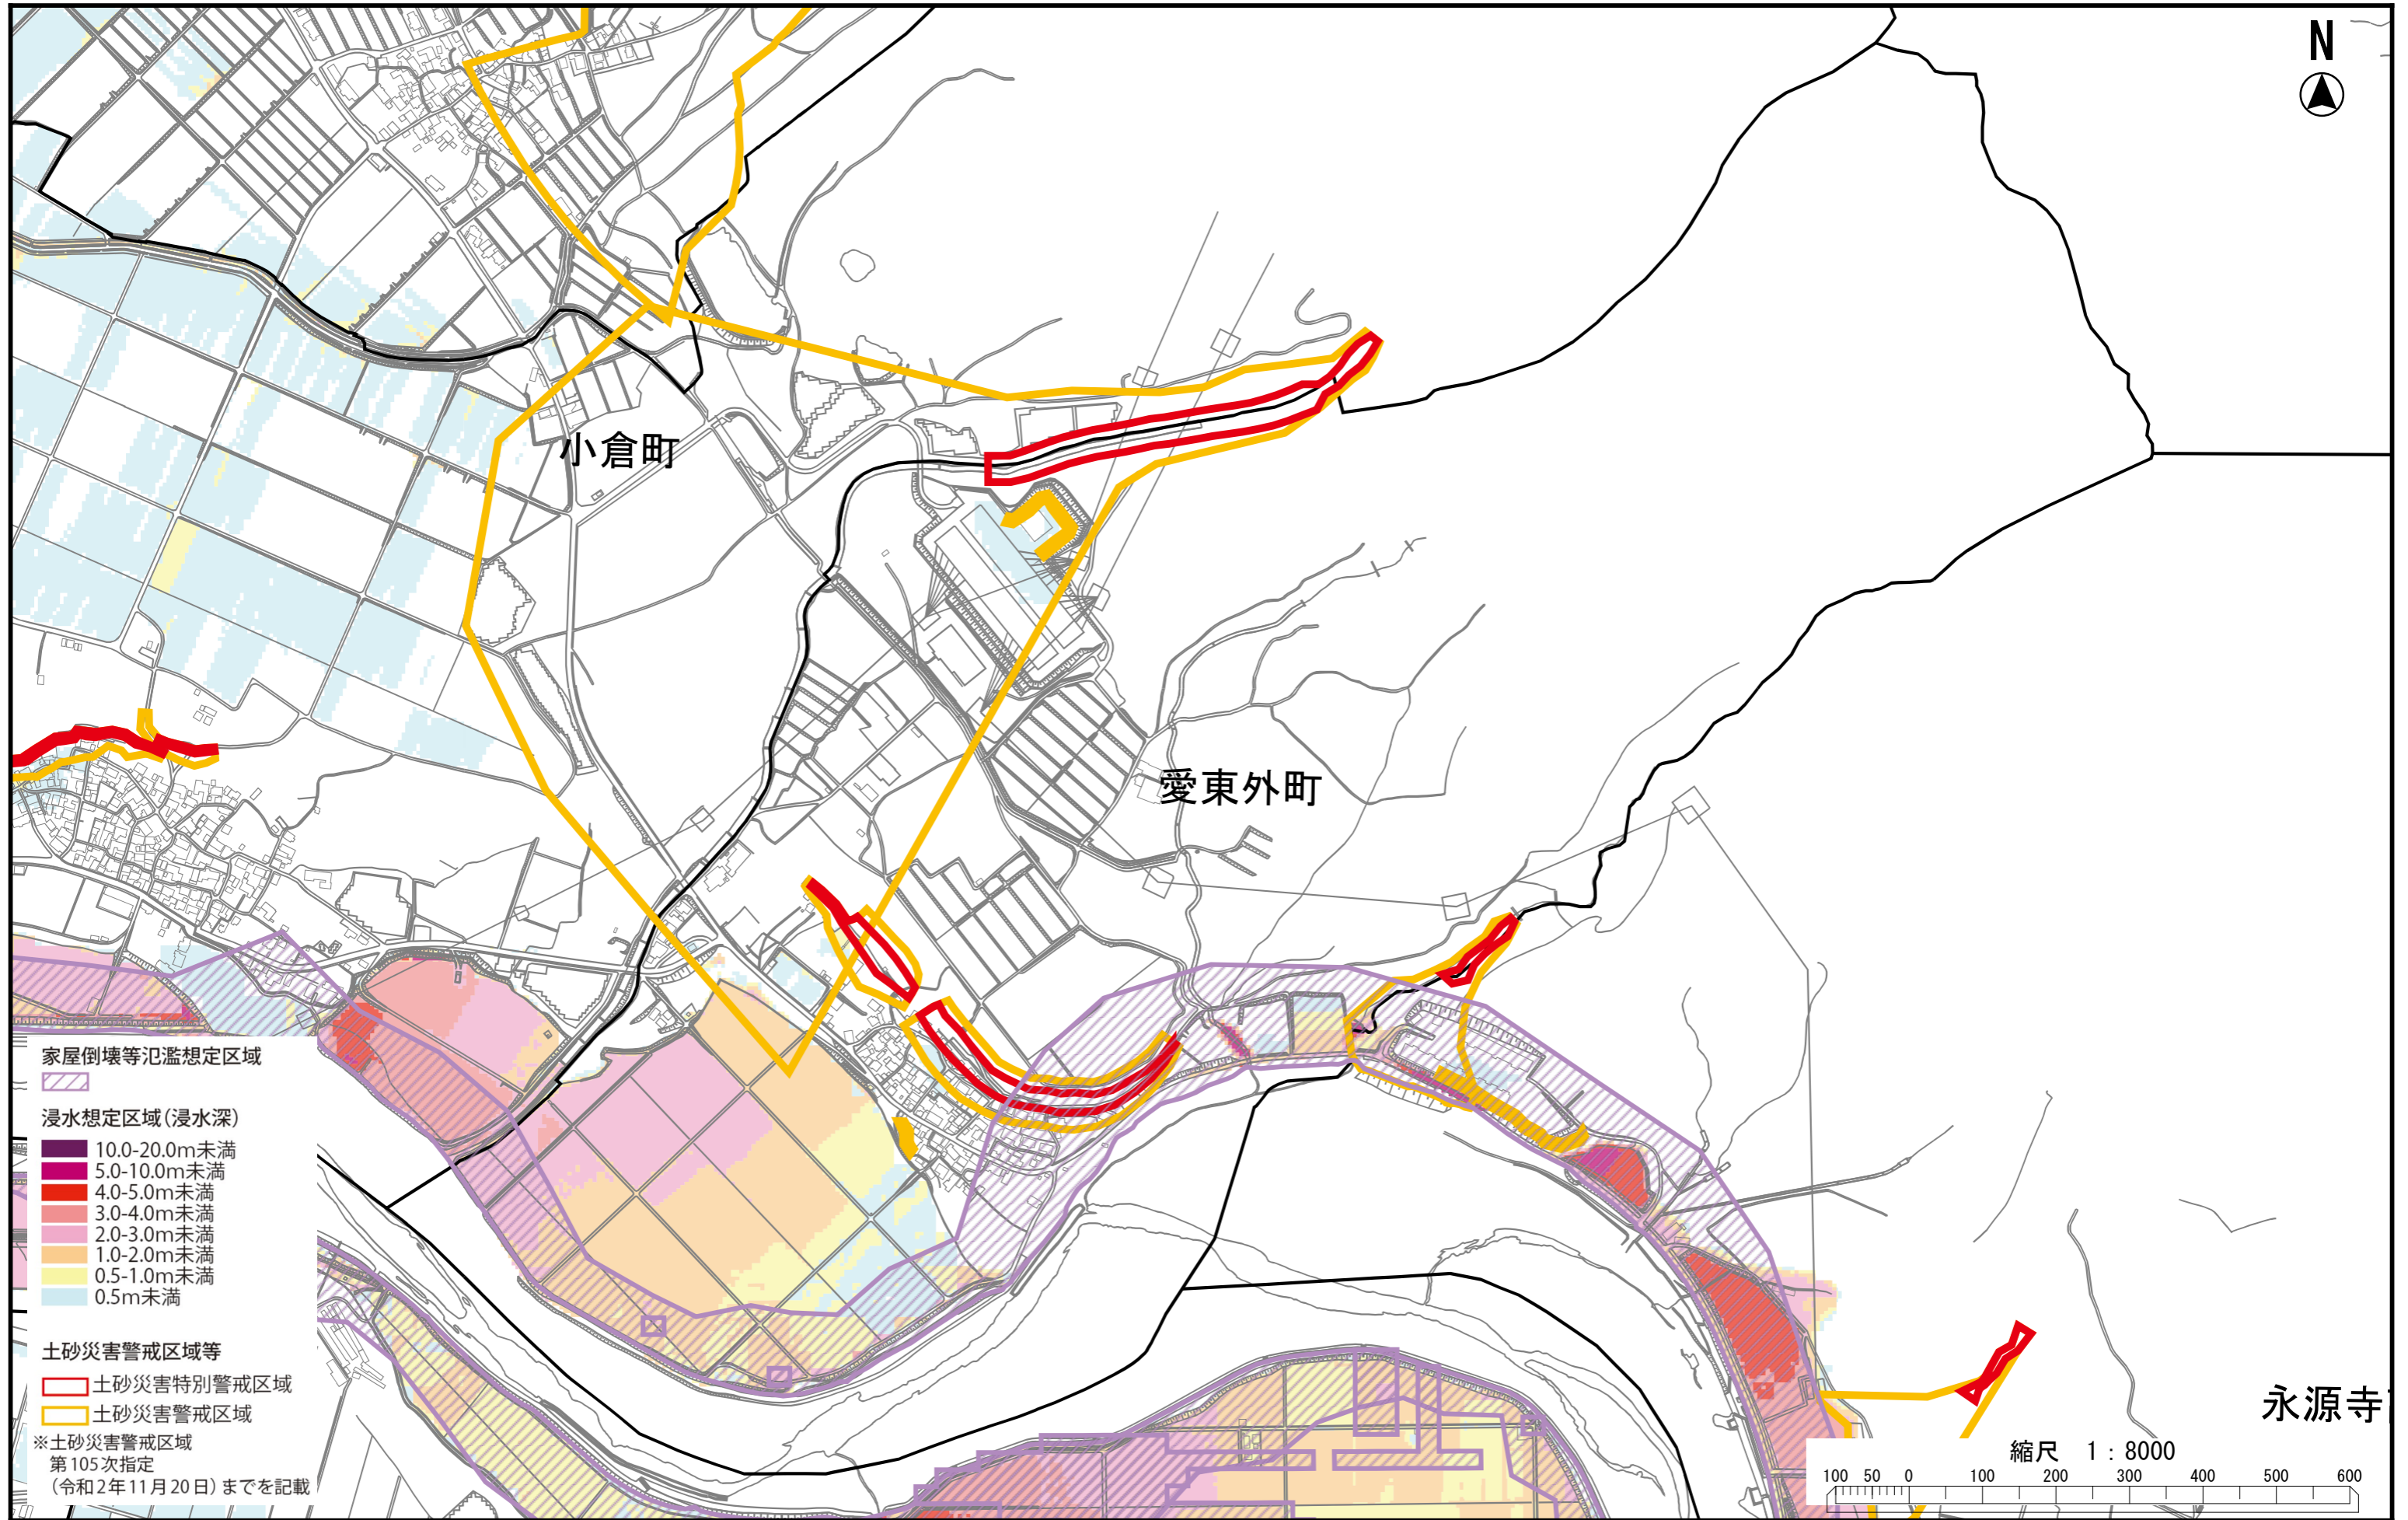 N
小倉町
愛東外町
家屋倒壊等氾濫想定区域
浸水想定区域(浸水深)
10.0-20.0m未満
5.0-10.0m未満
4.0-5.0m未満
3.0-4.0m未満
2.0-3.0m未満
1.0-2.0m未満
0.5-1.0m未満
0.5m未満
土砂災害警戒区域等
土砂災害特別警戒区域
土砂災害警戒区域
※土砂災害警戒区域
第105次指定
(令和2年11月20日)までを記載
永源寺
縮尺 1:8000
100 50 0 100 200 300 400 500 600